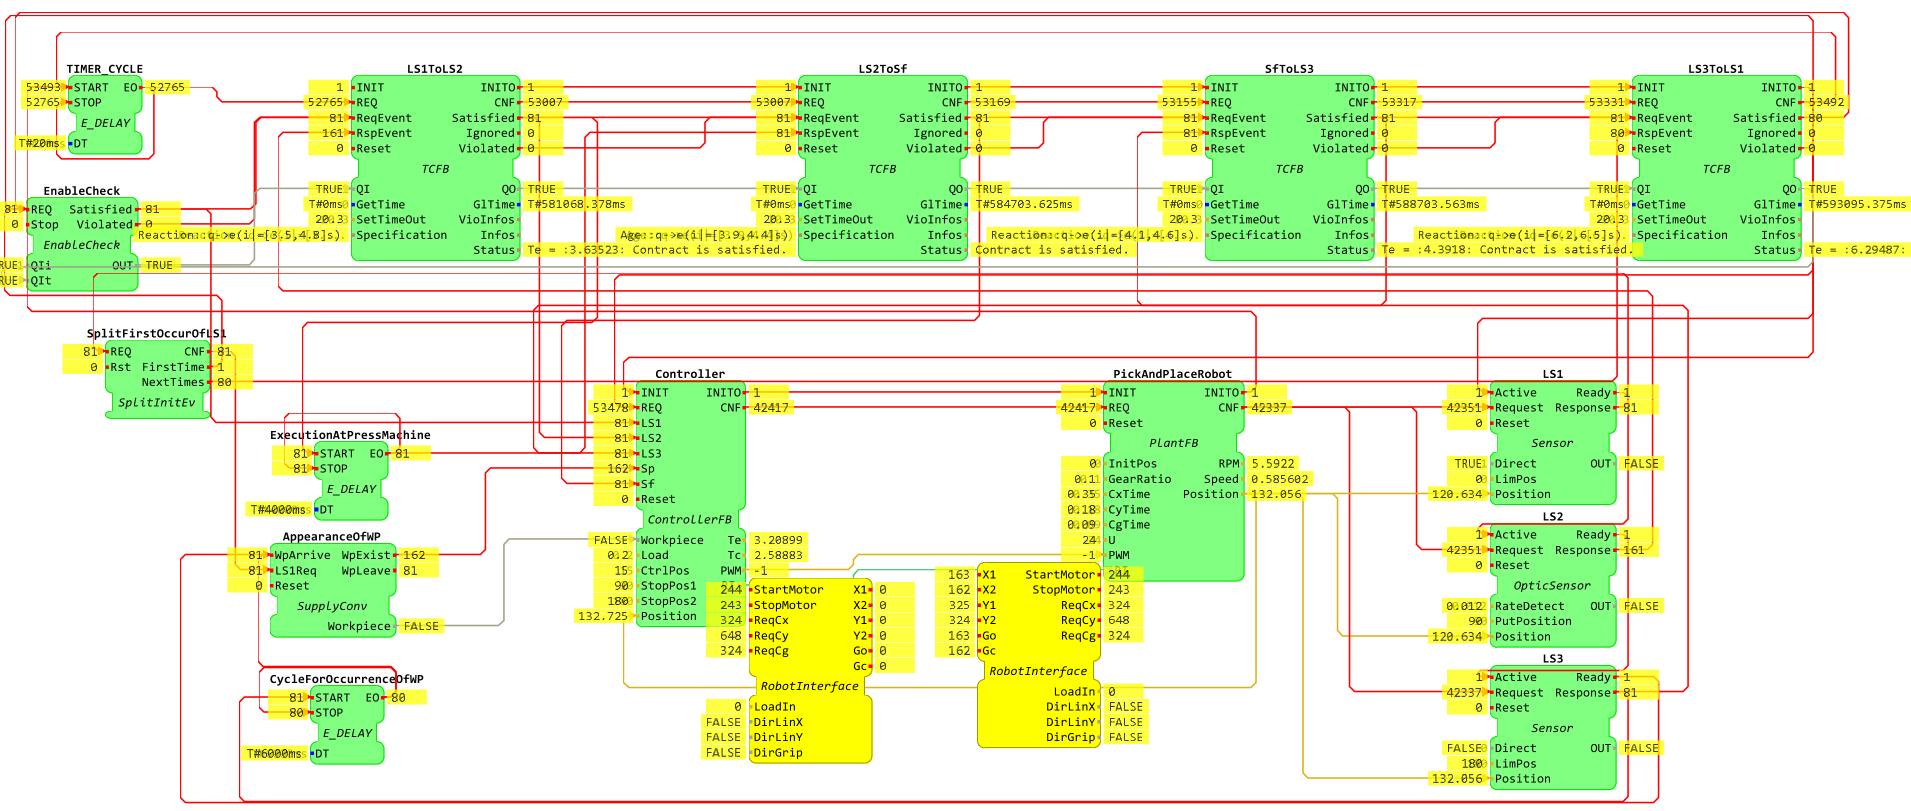 TIMER_CYCLE
53493 START EO 52765
52765 STOP
E_DELAY
T#20ms DT
LS1ToLS2
1 INIT INITO 1
52765 REQ CNF 53007
81 ReqEvent Satisfied 81
161 RspEvent Ignored 0
0 Reset Violated 0
TCFB
TRUE QI QO TRUE
T#0ms GetTime GlTime T#581068.378ms
20.3 SetTimeOut VioInfos
Specification Infos
Status Te = :3.63523: Contract is satisfied.
LS2ToSf
1 INIT INITO 1
53007 REQ CNF 53169
81 ReqEvent Satisfied 81
81 RspEvent Ignored 0
0 Reset Violated 0
TCFB
TRUE QI QO TRUE
T#0ms GetTime GlTime T#584703.625ms
20.3 SetTimeOut VioInfos
Specification Infos
Status Contract is satisfied.
SfToLS3
1 INIT INITO 1
53155 REQ CNF 53317
81 ReqEvent Satisfied 81
81 RspEvent Ignored 0
0 Reset Violated 0
TCFB
TRUE QI QO TRUE
T#0ms GetTime GlTime T#588703.563ms
20.3 SetTimeOut VioInfos
Specification Infos
Status Te = :4.3918: Contract is satisfied.
LS3ToLS1
1 INIT INITO 1
53331 REQ CNF 53492
81 ReqEvent Satisfied 80
80 RspEvent Ignored 0
0 Reset Violated 0
TCFB
TRUE QI QO TRUE
T#0ms GetTime GlTime T#593095.375ms
20.3 SetTimeOut VioInfos
Specification Infos
Status Te = :6.29487:
EnableCheck
81 REQ Satisfied 81
0 Stop Violated 0
EnableCheck
QIi OUT TRUE
QIt
SplitFirstOccurOfLS1
81 REQ CNF 81
0 Rst FirstTime 1
NextTimes 80
SplitInitEv
ExecutionAtPressMachine
81 START EO 81
81 STOP
E_DELAY
T#4000ms DT
AppearanceOfWP
81 WpArrive WpExist 162
81 LS1Req WpLeave 81
0 Reset
SupplyConv
Workpiece FALSE
CycleForOccurrenceOfWP
81 START EO 80
80 STOP
E_DELAY
T#6000ms DT
Controller
1 INIT INITO 1
53478 REQ CNF 42417
81 LS1
81 LS2
81 LS3
162 Sp
81 Sf
0 Reset
ControllerFB
FALSE Workpiece Te 3.20899
0.2 Load Tc 2.58883
15 CtrlPos PWM -1
90 StopPos1
180 StopPos2
132.725 Position
244 StartMotor X1 0
243 StopMotor X2 0
324 ReqCx Y1 0
648 ReqCy Y2 0
324 ReqCg Go 0
Gc 0
RobotInterface
0 LoadIn
FALSE DirLinX
FALSE DirLinY
FALSE DirGrip
PickAndPlaceRobot
1 INIT INITO 1
42417 REQ CNF 42337
0 Reset
PlantFB
0 InitPos RPM 5.5922
0.1 GearRatio Speed 0.585602
0.35 CxTime Position 132.056
0.18 CyTime
0.09 CgTime
24 U
-1 PWM
163 X1 StartMotor 244
162 X2 StopMotor 243
325 Y1 ReqCx 324
324 Y2 ReqCy 648
163 Go ReqCg 324
162 Gc
RobotInterface
LoadIn 0
DirLinX FALSE
DirLinY FALSE
DirGrip FALSE
LS1
1 Active Ready 1
42351 Request Response 81
0 Reset
Sensor
TRUE Direct OUT FALSE
0 LimPos
120.634 Position
LS2
1 Active Ready 1
42351 Request Response 161
0 Reset
OpticSensor
0.012 RateDetect OUT FALSE
90 PutPosition
120.634 Position
LS3
1 Active Ready 1
42337 Request Response 81
0 Reset
Sensor
FALSE Direct OUT FALSE
180 LimPos
132.056 Position